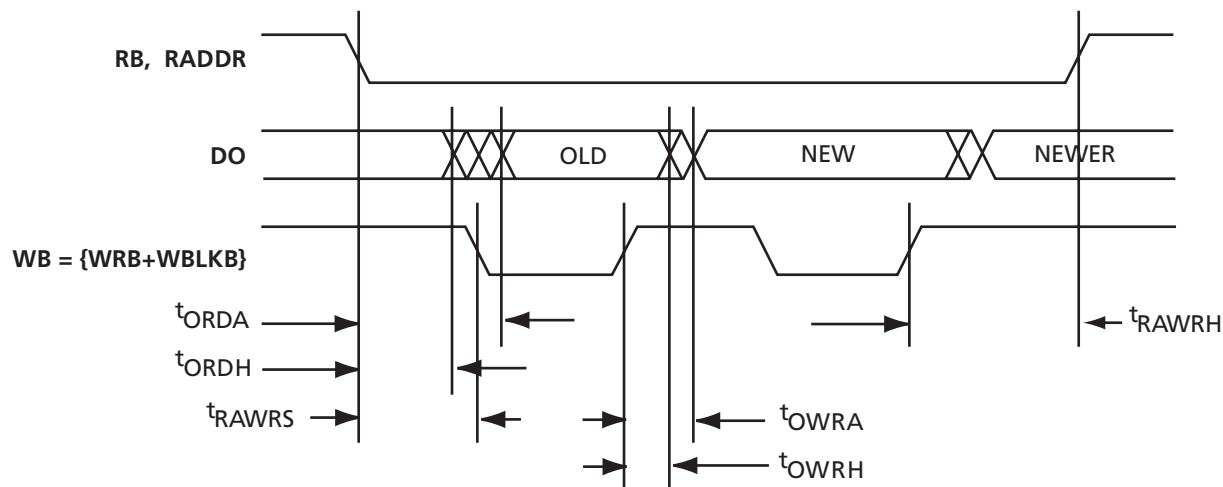 RB, RADDR
DO
OLD
NEW
NEWER
WB = {WRB+WBLKB}
tORDA
tRAWRH
tORDH
tRAWRS
tOWRA
tOWRH